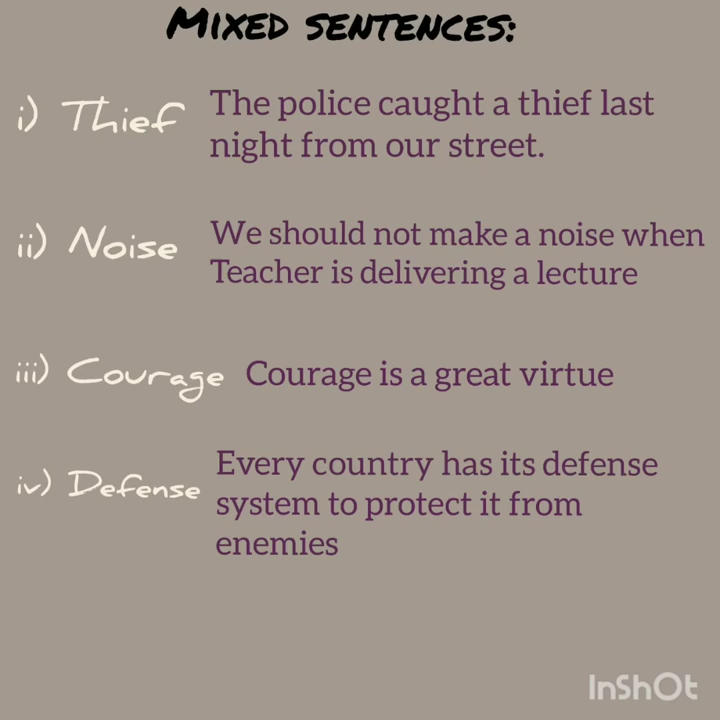 Mixed sentences:
i) Thief The police caught a thief last
night from our street.
ii) Noise We should not make a noise when
Teacher is delivering a lecture
iii) Courage Courage is a great virtue
iv) Defense Every country has its defense
system to protect it from
enemies
InShOt